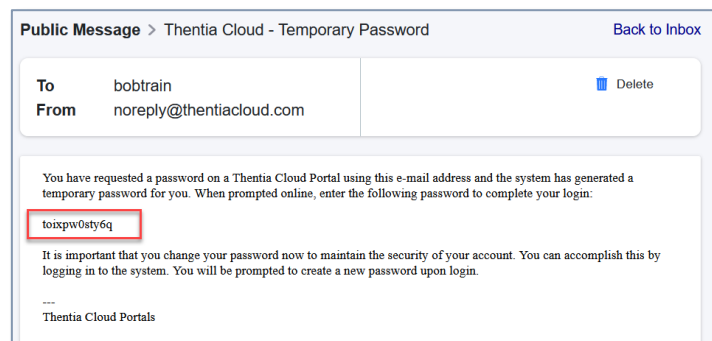 Public Message > Thentia Cloud - Temporary Password Back to Inbox
To bobtrain Delete
From noreply@thentiacloud.com
You have requested a password on a Thentia Cloud Portal using this e-mail address and the system has generated a
temporary password for you. When prompted online, enter the following password to complete your login:
toixpw0sty6q
It is important that you change your password now to maintain the security of your account. You can accomplish this by
logging in to the system. You will be prompted to create a new password upon login.
---
Thentia Cloud Portals